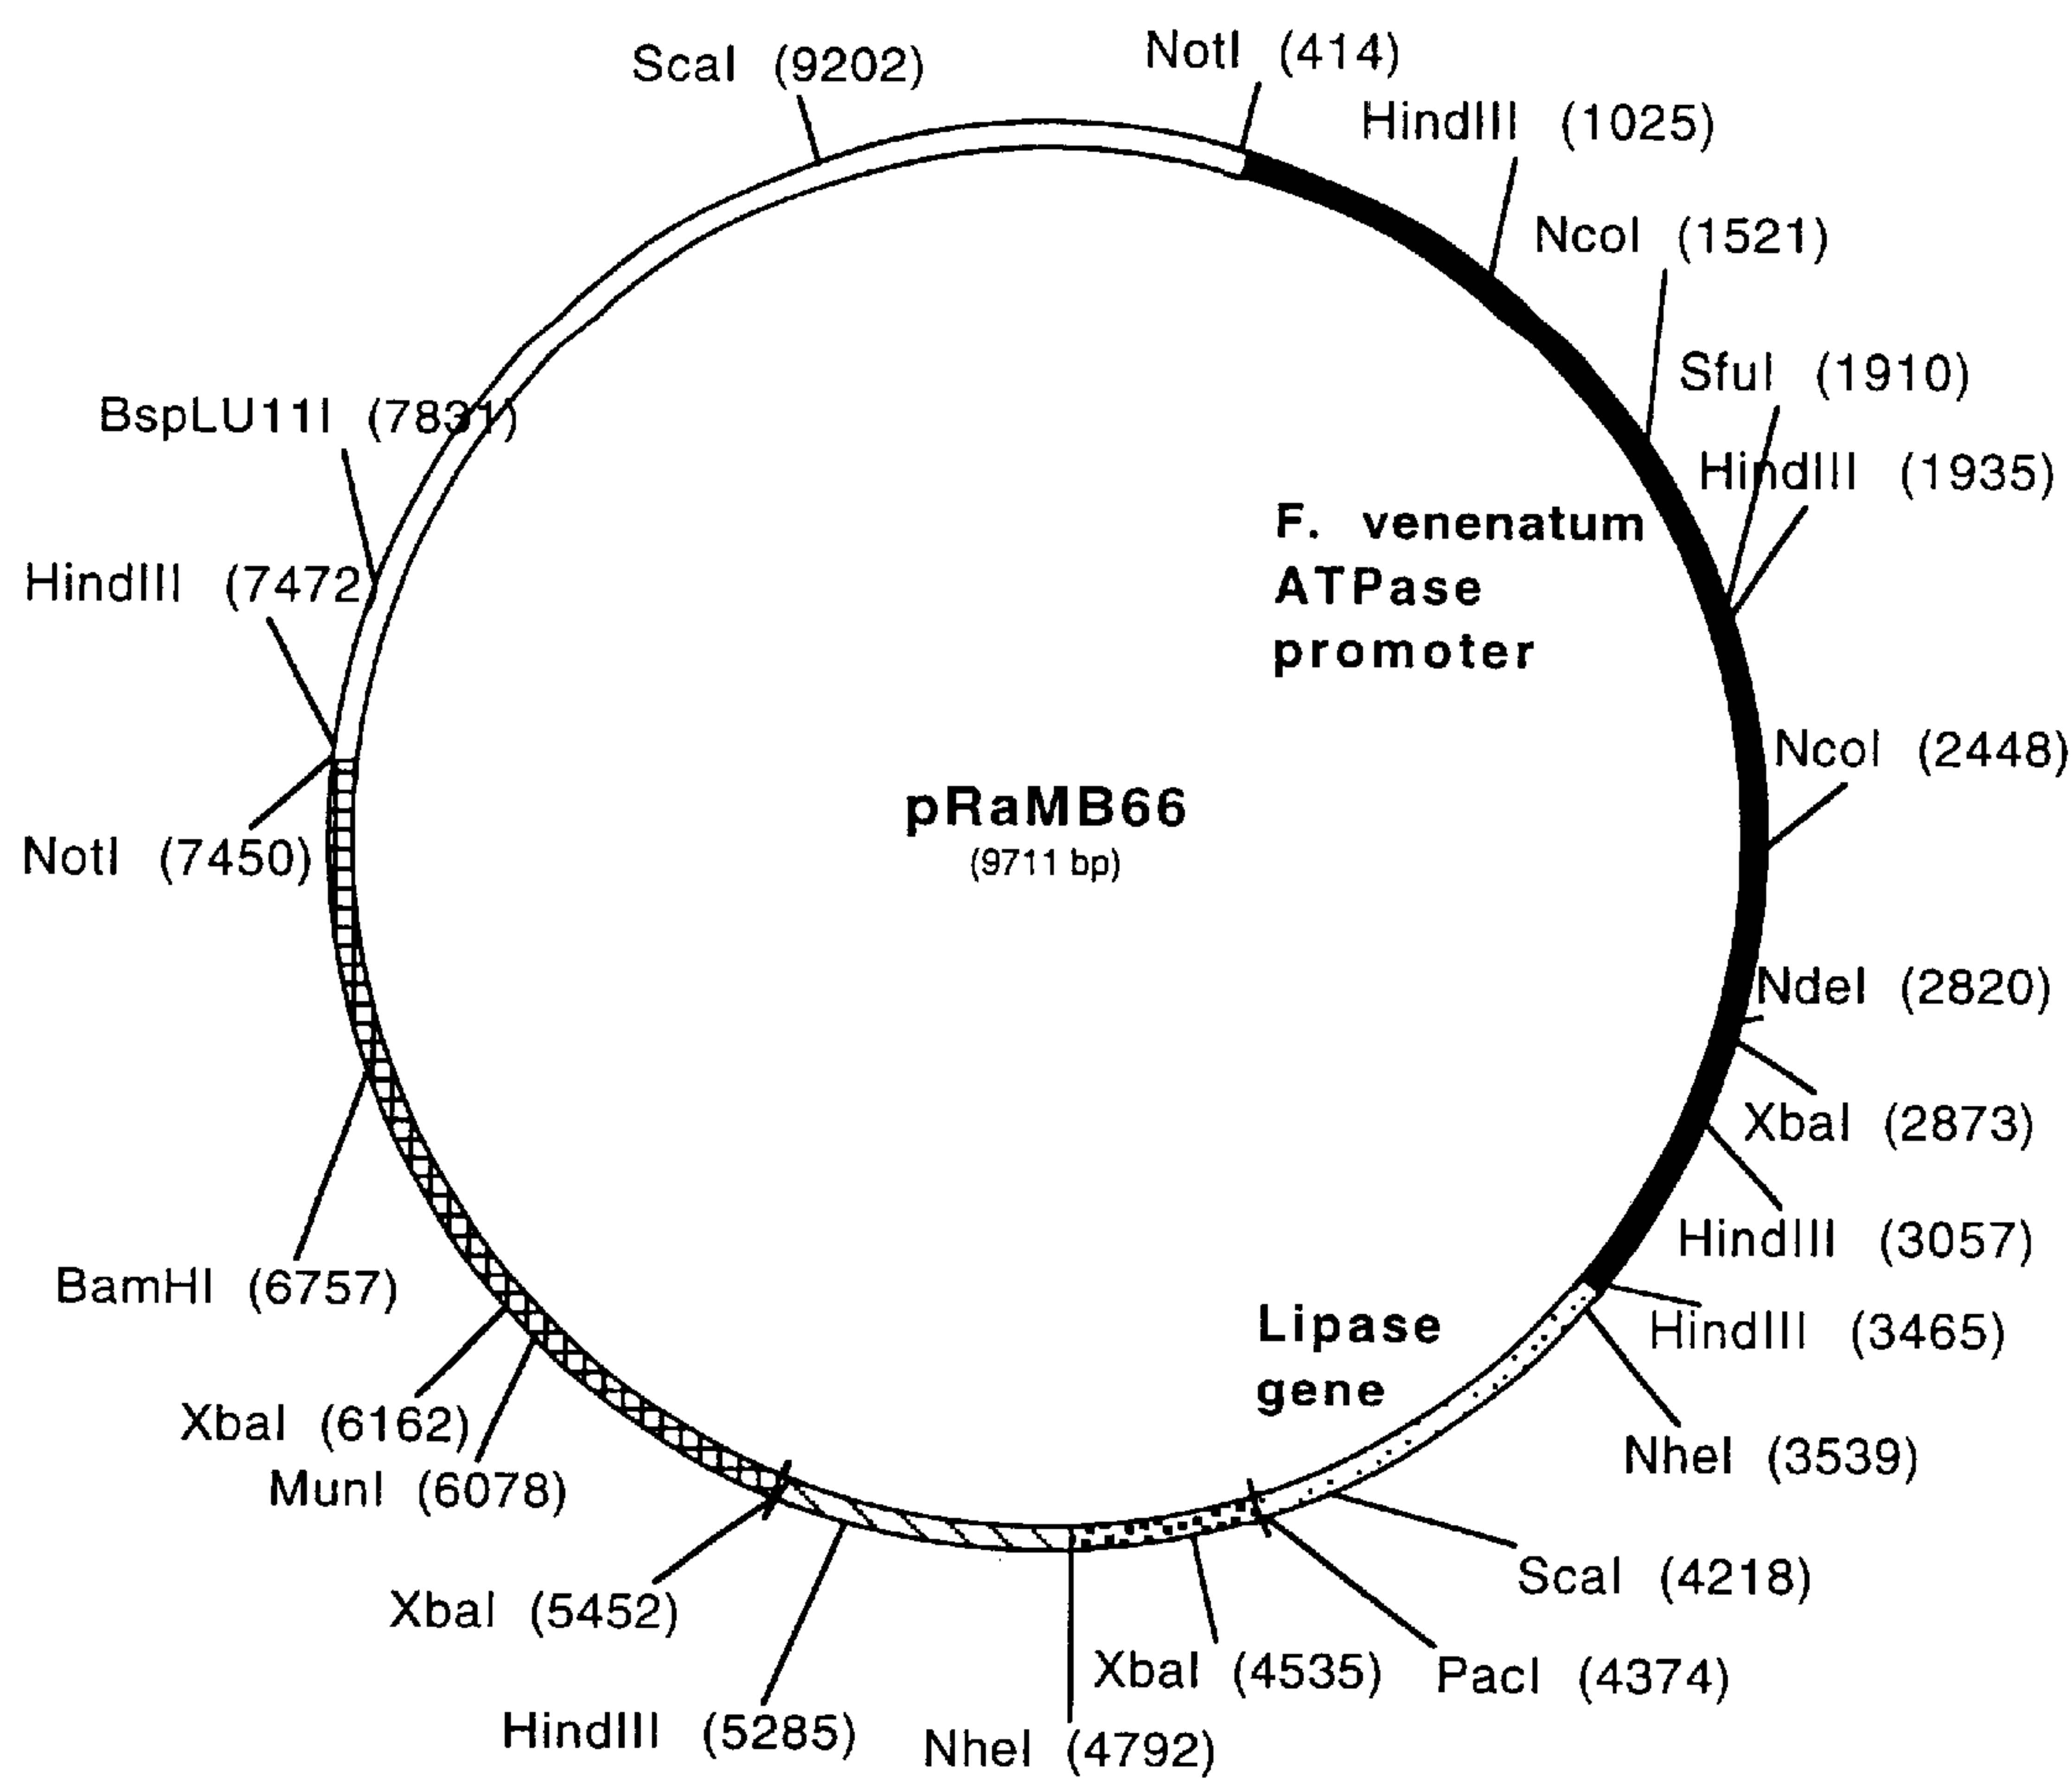 ScaI (9202)
NotI (414)
HindIII (1025)
NcoI (1521)
SfuI (1910)
HindIII (1935)
BspLU11I (7831)
F. venenatum
ATPase
promoter
HindIII (7472)
NcoI (2448)
pRaMB66
(9711 bp)
NotI (7450)
NdeI (2820)
XbaI (2873)
HindIII (3057)
BamHI (6757)
Lipase
gene
HindIII (3465)
XbaI (6162)
MunI (6078)
NheI (3539)
XbaI (5452)
ScaI (4218)
HindIII (5285)
NheI (4792)
XbaI (4535)
PacI (4374)